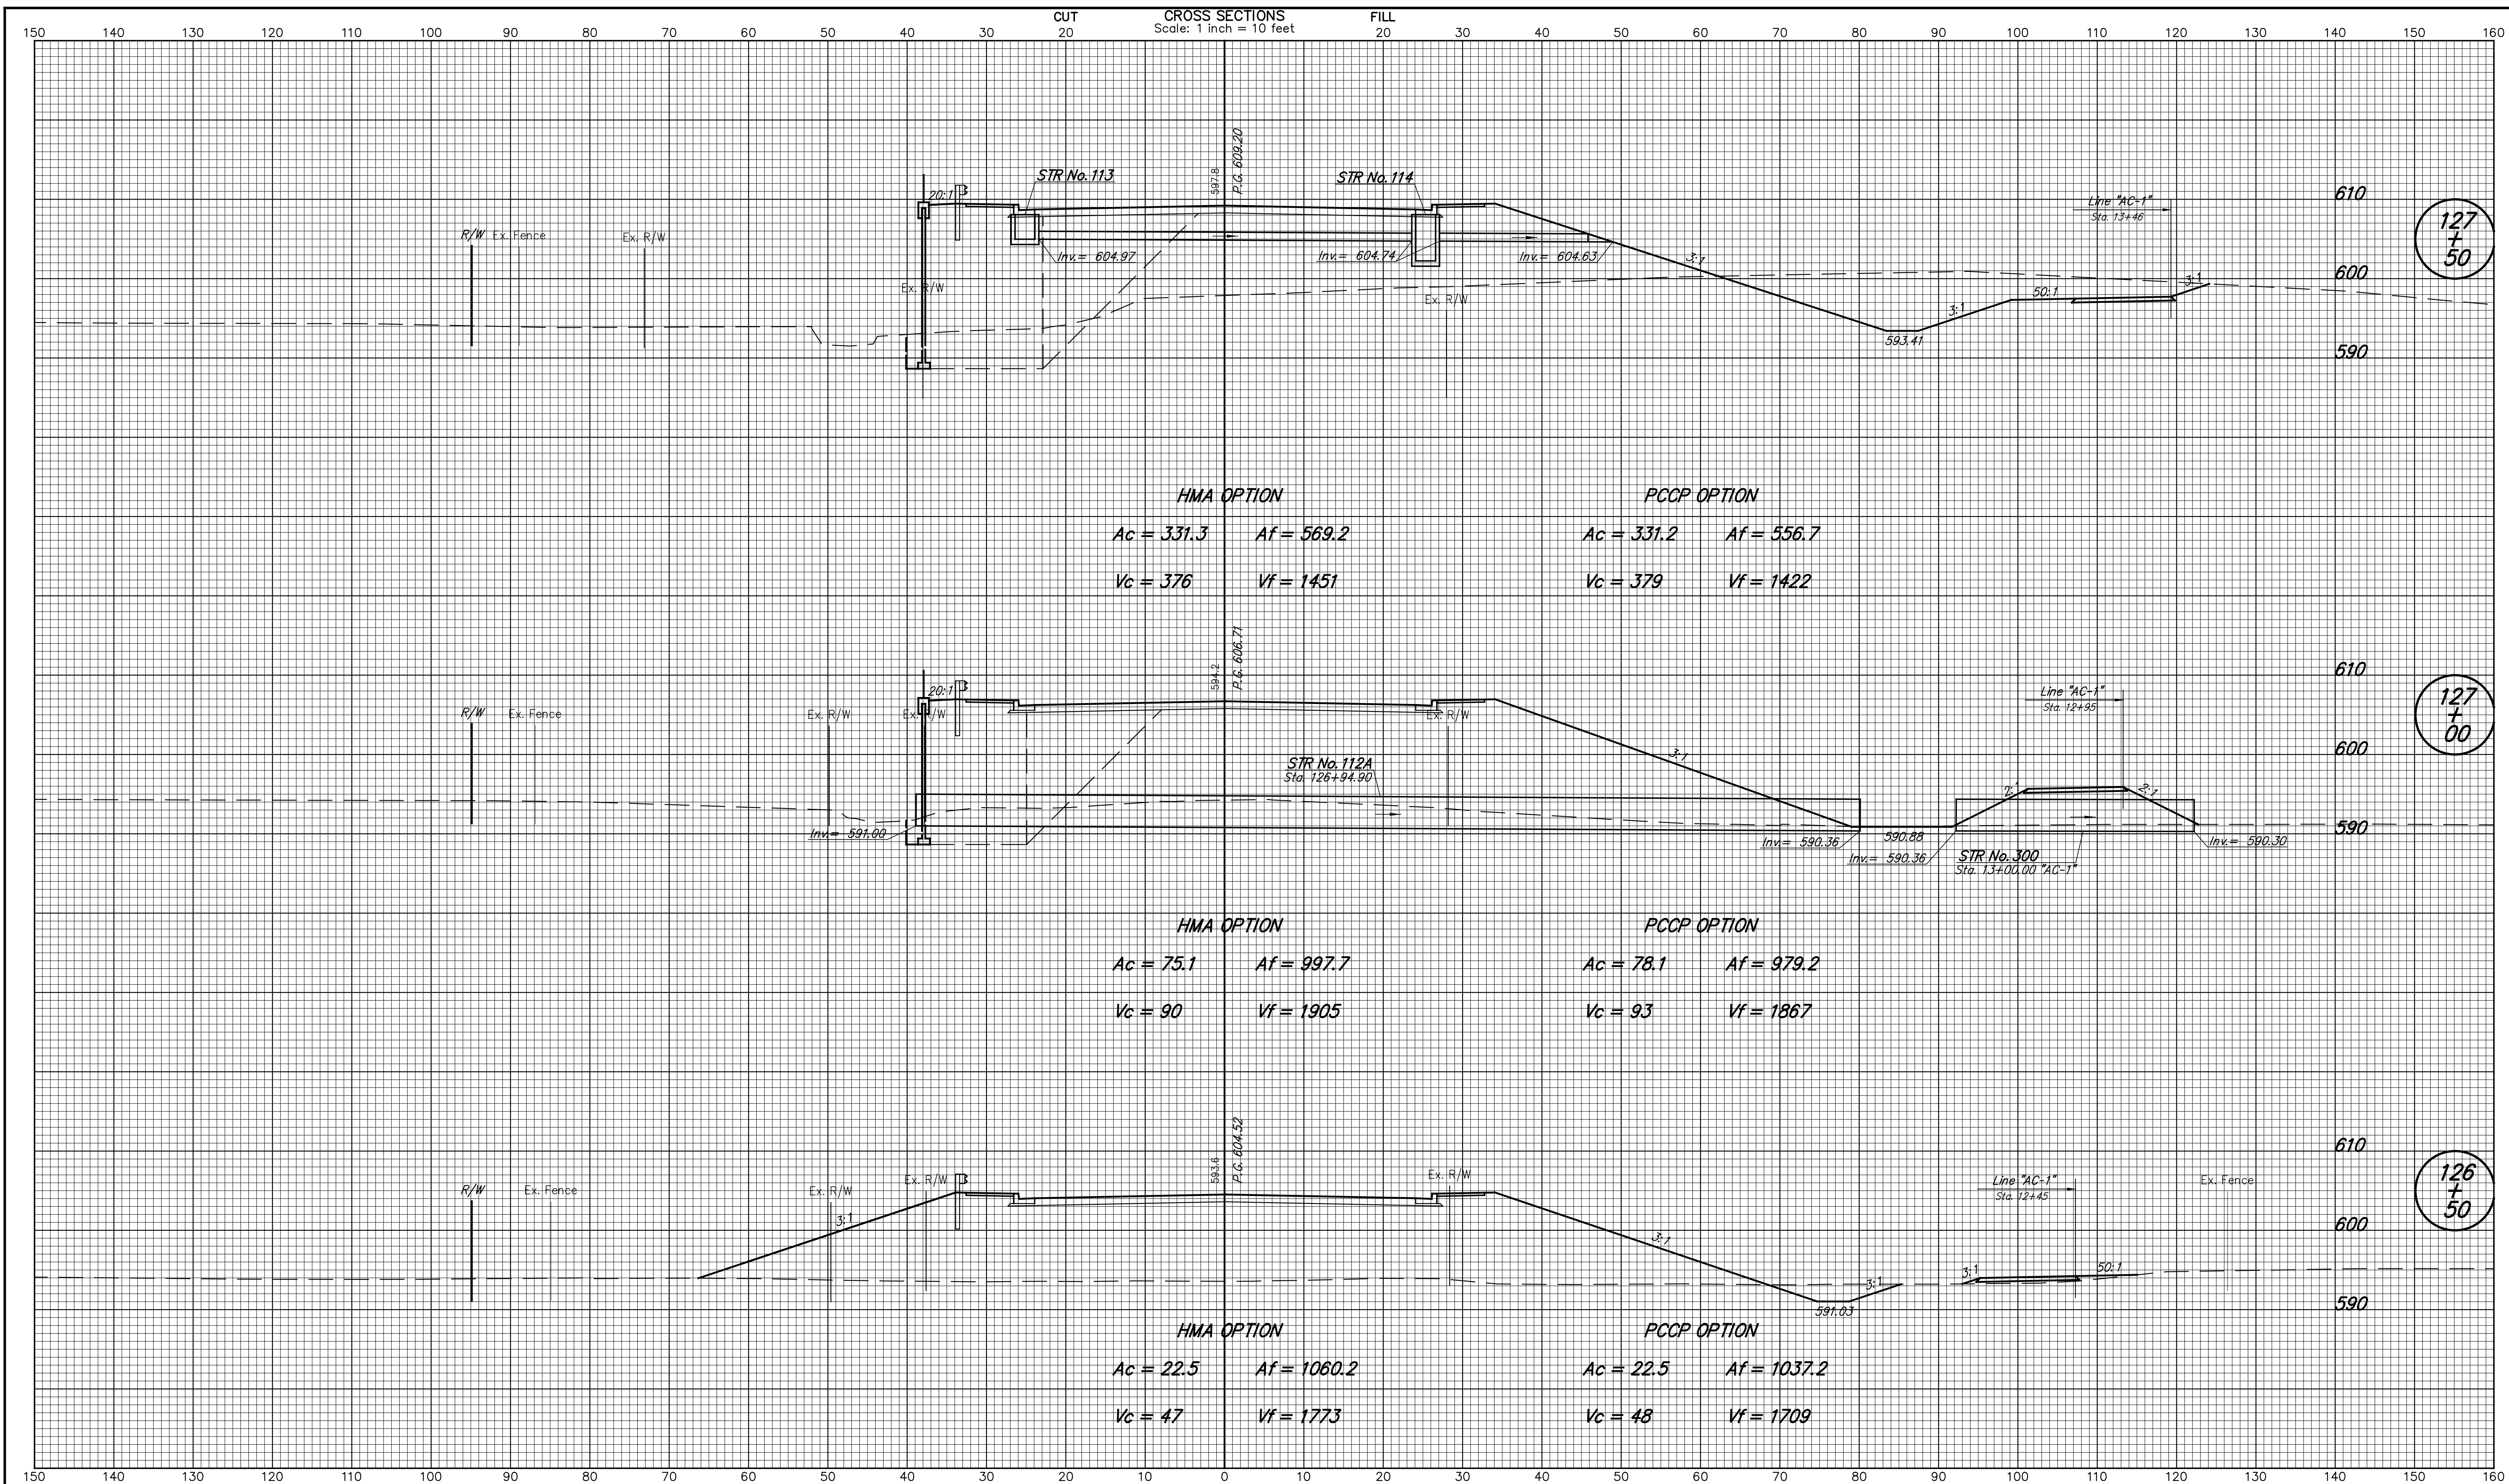 CUT CROSS SECTIONS FILL
Scale: 1 inch = 10 feet
150 140 130 120 110 100 90 80 70 60 50 40 30 20 20 30 40 50 60 70 80 90 100 110 120 130 140 150 160
597.8
P.G. 609.20
STR No. 113
STR No. 114
20:1
610
R/W Ex. Fence
Ex. R/W
Line "AC-1"
Sta. 13+46
127
+
50
Inv.= 604.97
Inv.= 604.74
Inv.= 604.63
3:1
600
Ex. R/W
Ex. R/W
3:1
50:1
3:1
593.41
590
HMA OPTION
PCCP OPTION
Ac = 331.3 Af = 569.2
Ac = 331.2 Af = 556.7
Vc = 376 Vf = 1451
Vc = 379 Vf = 1422
594.2
P.G. 606.71
20:1
610
R/W Ex. Fence
Ex. R/W
Ex. R/W
Ex. R/W
Line "AC-1"
Sta. 12+95
127
+
00
3:1
600
STR No. 112A
Sta. 126+94.90
2:
2:1
Inv.= 591.00
Inv.= 590.36
590.88
Inv.= 590.36
590
Inv.= 590.30
STR No. 300
Sta. 13+00.00 "AC-1"
HMA OPTION
PCCP OPTION
Ac = 75.1 Af = 997.7
Ac = 78.1 Af = 979.2
Vc = 90 Vf = 1905
Vc = 93 Vf = 1867
593.6
P.G. 604.52
610
R/W Ex. Fence
Ex. R/W
Ex. R/W
Ex. R/W
Line "AC-1"
Sta. 12+45
Ex. Fence
126
+
50
3:1
3:1
600
3:1
3:1
50:1
591.03
590
HMA OPTION
PCCP OPTION
Ac = 22.5 Af = 1060.2
Ac = 22.5 Af = 1037.2
Vc = 47 Vf = 1773
Vc = 48 Vf = 1709
150 140 130 120 110 100 90 80 70 60 50 40 30 20 10 0 10 20 30 40 50 60 70 80 90 100 110 120 130 140 150 160